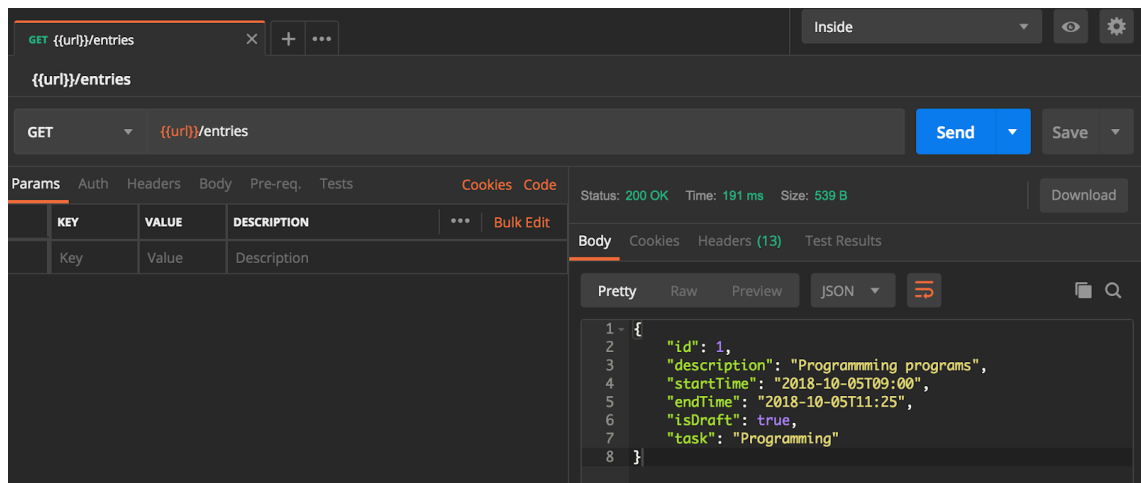 GET {{url}}/entries
Inside
{{url}}/entries
GET {{url}}/entries Send Save
Params Auth Headers Body Pre-req. Tests Cookies Code
KEY VALUE DESCRIPTION Bulk Edit
Key Value Description
Status: 200 OK Time: 191 ms Size: 539 B Download
Body Cookies Headers (13) Test Results
Pretty Raw Preview JSON
1 {
2 "id": 1,
3 "description": "Programmming programs",
4 "startTime": "2018-10-05T09:00",
5 "endTime": "2018-10-05T11:25",
6 "isDraft": true,
7 "task": "Programming"
8 }